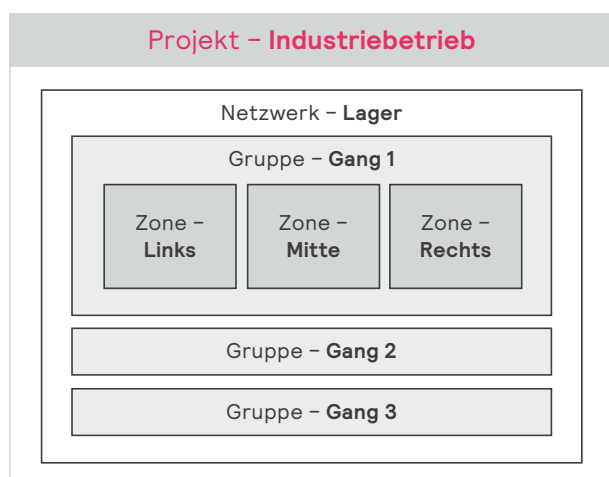 Projekt – Industriebetrieb
Netzwerk – Lager
Gruppe – Gang 1
Zone –
Links
Zone –
Mitte
Zone –
Rechts
Gruppe – Gang 2
Gruppe – Gang 3